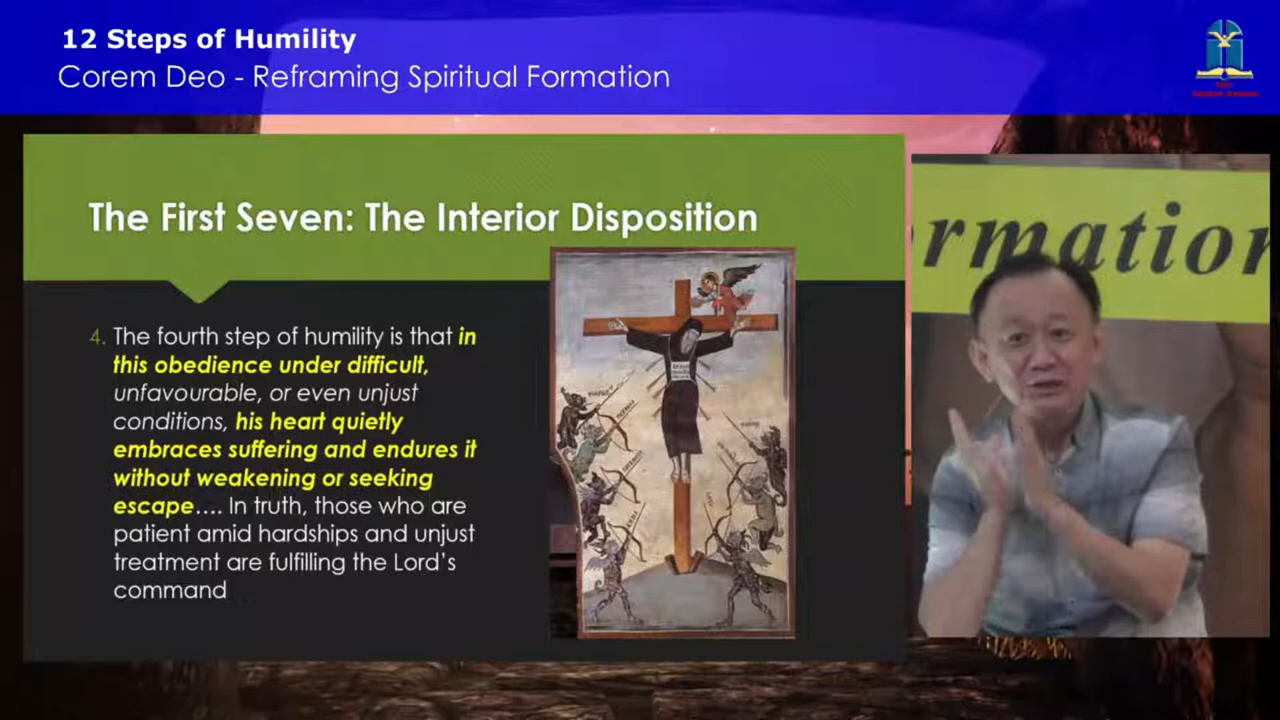 12 Steps of Humility
Corem Deo - Reframing Spiritual Formation
The First Seven: The Interior Disposition
4. The fourth step of humility is that in
this obedience under difficult,
unfavourable, or even unjust
conditions, his heart quietly
embraces suffering and endures it
without weakening or seeking
escape…. In truth, those who are
patient amid hardships and unjust
treatment are fulfilling the Lord’s
command
rmation